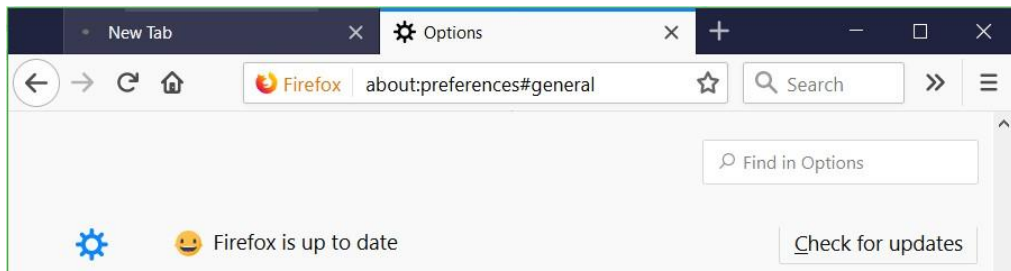 New Tab
Options
Firefox about:preferences#general Search
Find in Options
Firefox is up to date Check for updates